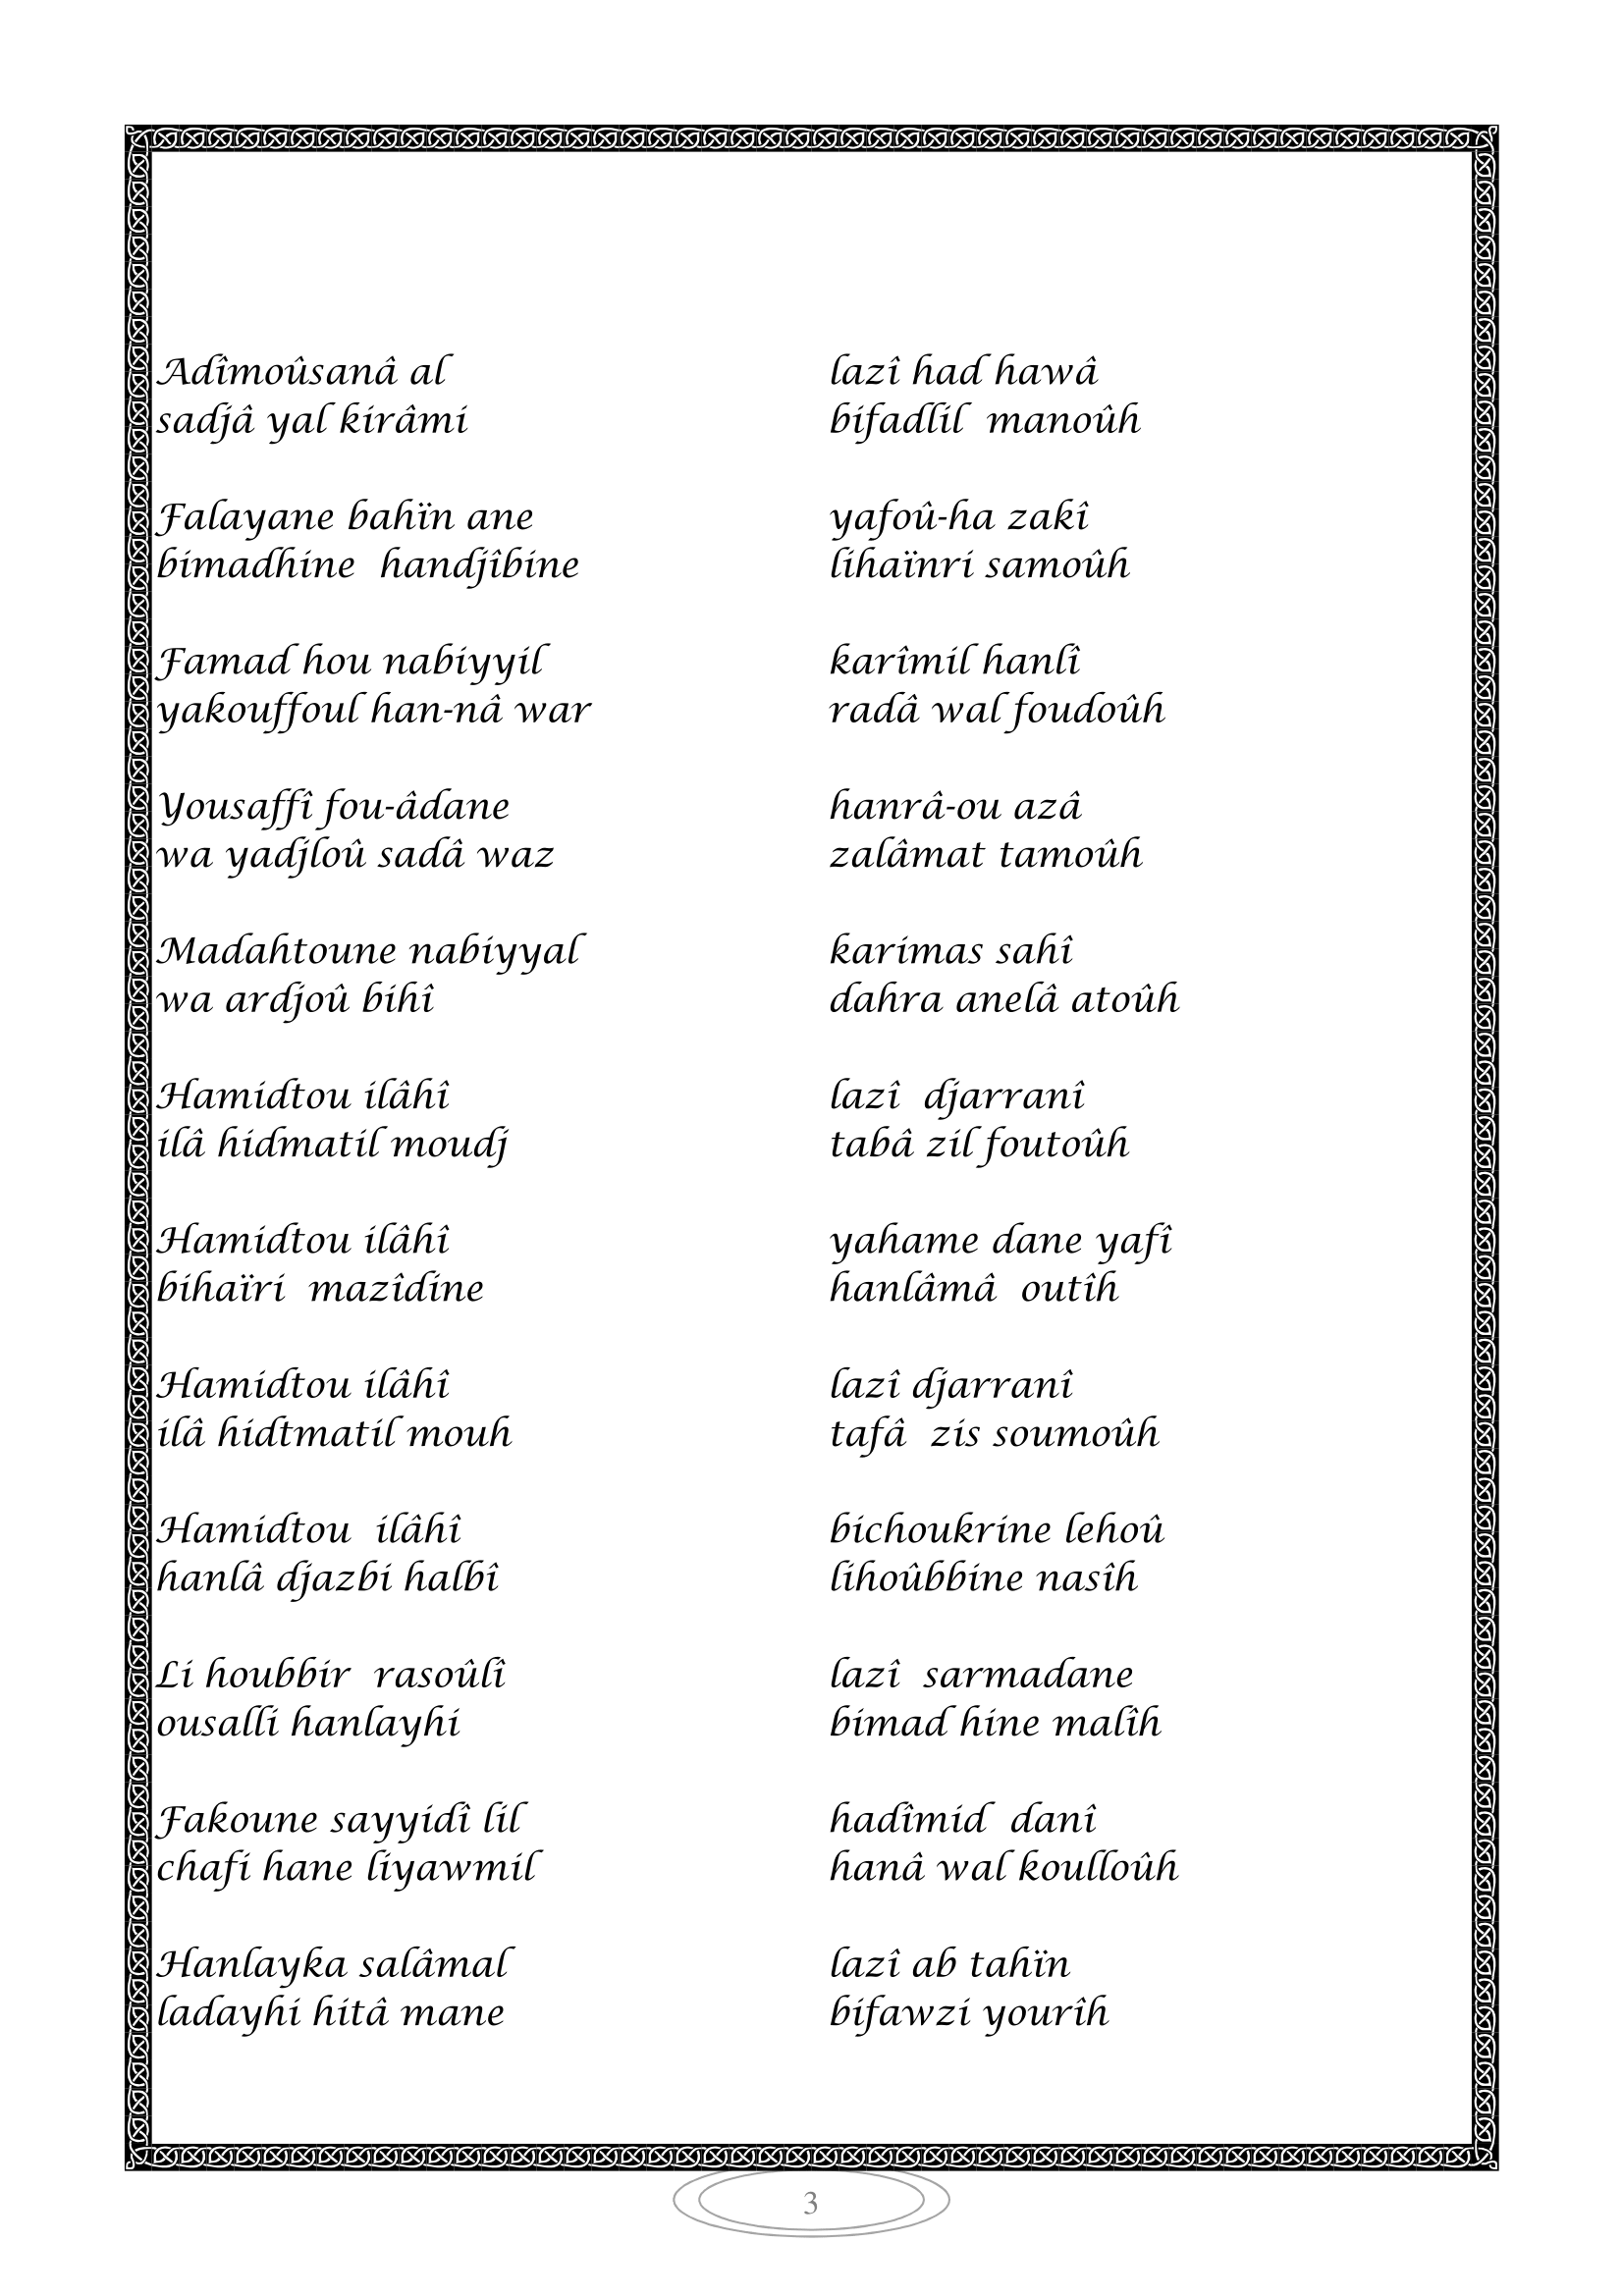 Adîmoûsanâ al lazî had hawâ
sadjâ yal kirâmi bifadlil manoûh
Falayane bahïn ane yafoû-ha zakî
bimadhine handjîbine lihaïnri samoûh
Famad hou nabiyyil karîmil hanlî
yakouffoul han-nâ war radâ wal foudoûh
Yousaffî fou-âdane hanrâ-ou azâ
wa yadjloû sadâ waz zalâmat tamoûh
Madahtoune nabiyyal karimas sahî
wa ardjoû bihî dahra anelâ atoûh
Hamidtou ilâhî lazî djarranî
ilâ hidmatil moudj tabâ zil foutoûh
Hamidtou ilâhî yahame dane yafî
bihaïri mazîdine hanlâmâ outîh
Hamidtou ilâhî lazî djarranî
ilâ hidtmatil mouh tafâ zis soumoûh
Hamidtou ilâhî bichoukrine lehoû
hanlâ djazbi halbî lihoûbbine nasîh
Li houbbir rasoûlî lazî sarmadane
ousalli hanlayhi bimad hine malîh
Fakoune sayyidî lil hadîmid danî
chafi hane liyawmil hanâ wal koulloûh
Hanlayka salâmal lazî ab tahïn
ladayhi hitâ mane bifawzi yourîh
3